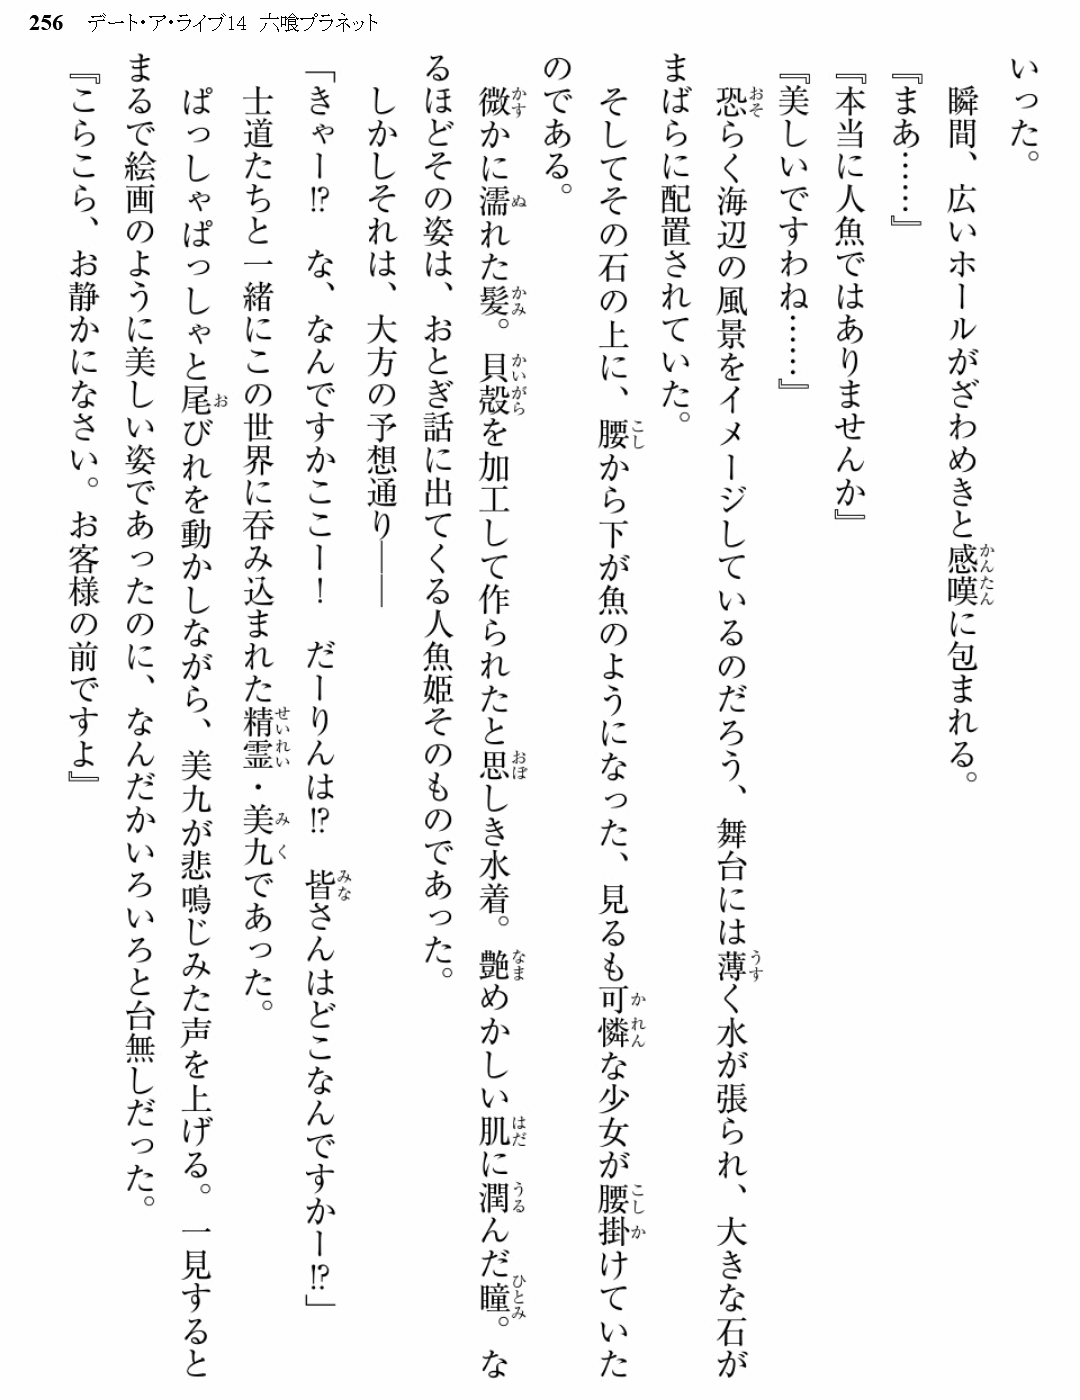 256 デート・ア・ライブ14 六喰プラネット
いった。
瞬間、広いホールがざわめきと感嘆に包まれる。
『まあ……』
『本当に人魚ではありませんか』
『美しいですわね……』
恐らく海辺の風景をイメージしているのだろう、舞台には薄く水が張られ、大きな石が
まばらに配置されていた。
そしてその石の上に、腰から下が魚のようになった、見るも可憐な少女が腰掛けていた
のである。
微かに濡れた髪。貝殻を加工して作られたと思しき水着。艶めかしい肌に潤んだ瞳。な
るほどその姿は、おとぎ話に出てくる人魚姫そのものであった。
しかしそれは、大方の予想通り――
「きゃー!? な、なんですかここー! だーりんは!? 皆さんはどこなんですかー!?」
士道たちと一緒にこの世界に呑み込まれた精霊・美九であった。
ぱっしゃぱっしゃと尾びれを動かしながら、美九が悲鳴じみた声を上げる。一見すると
まるで絵画のように美しい姿であったのに、なんだかいろいろと台無しだった。
『こらこら、お静かになさい。お客様の前ですよ』